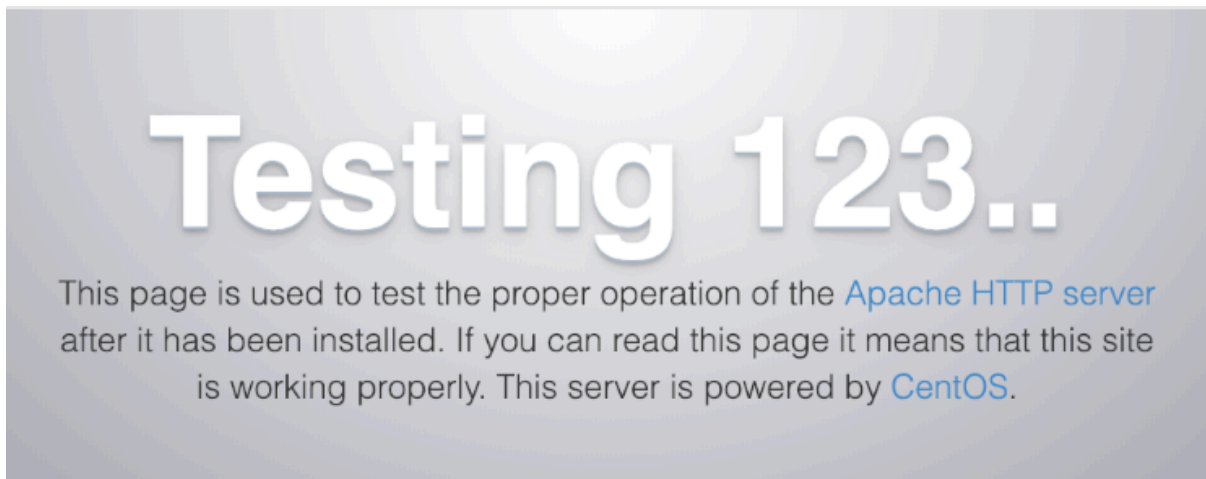 Testing 123..
This page is used to test the proper operation of the Apache HTTP server
after it has been installed. If you can read this page it means that this site
is working properly. This server is powered by CentOS.